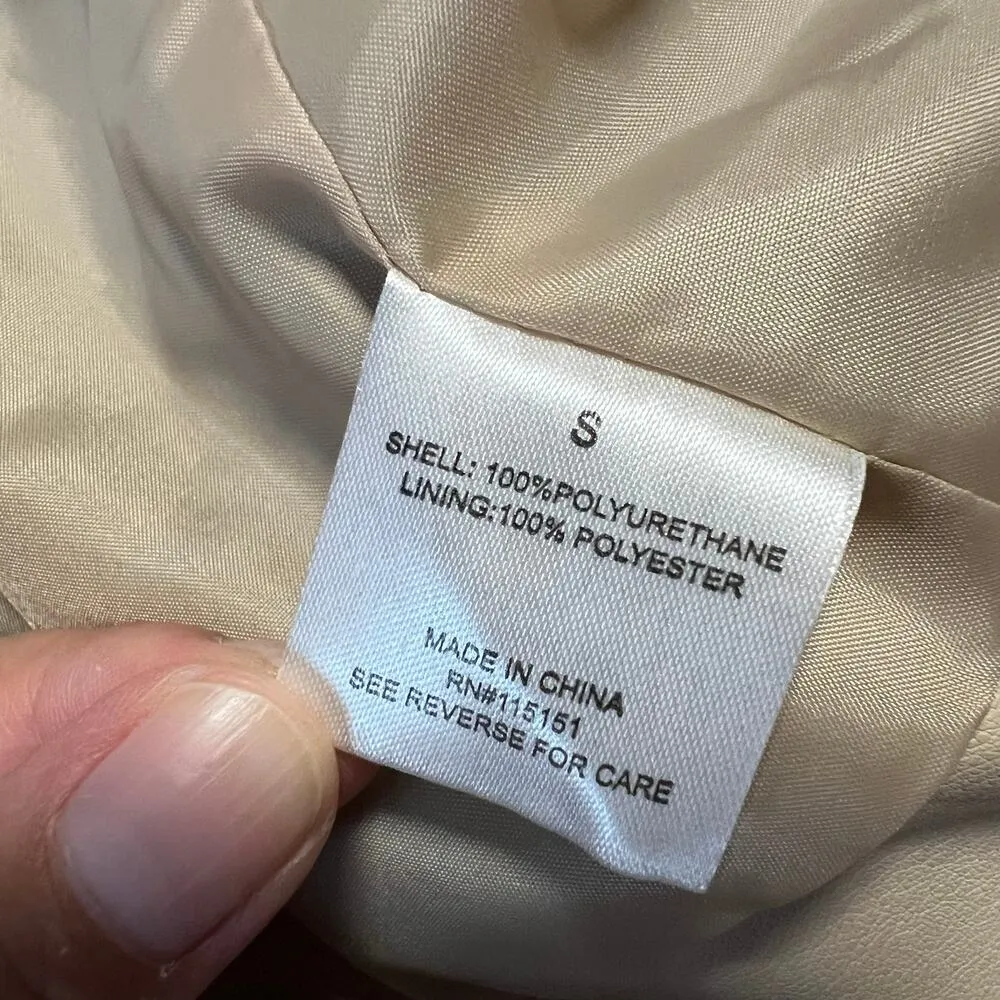 S
SHELL: 100%POLYURETHANE
LINING:100% POLYESTER
MADE IN CHINA
RN#115151
SEE REVERSE FOR CARE